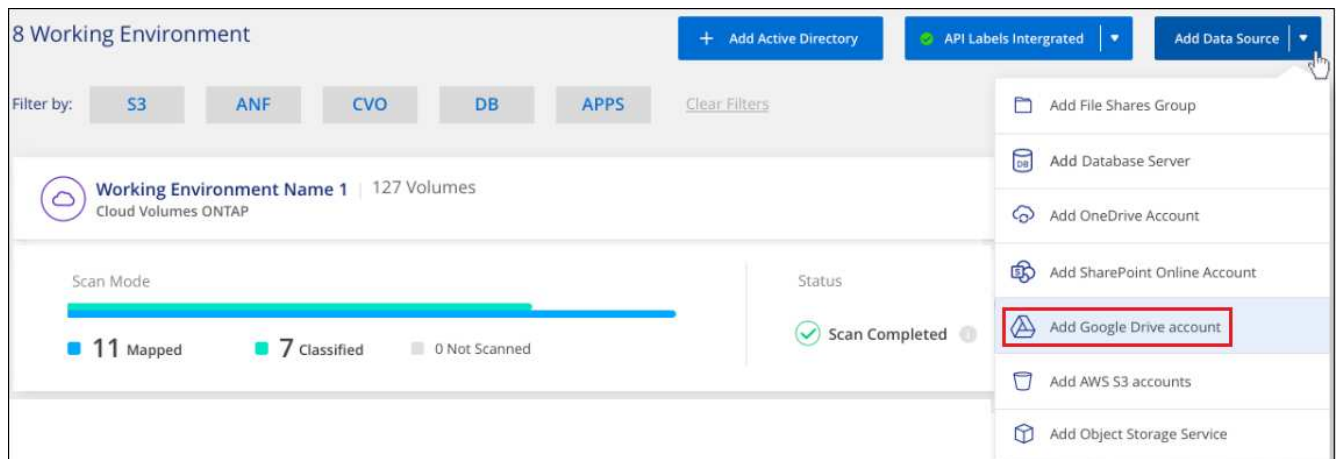 8 Working Environment
+ Add Active Directory
API Labels Intergrated
Add Data Source
Filter by:
S3
ANF
CVO
DB
APPS
Clear Filters
Add File Shares Group
DB
Add Database Server
Working Environment Name 1 | 127 Volumes
Cloud Volumes ONTAP
Add OneDrive Account
S
Add SharePoint Online Account
Scan Mode
Status
11 Mapped
7 Classified
0 Not Scanned
Scan Completed
i
Add Google Drive account
Add AWS S3 accounts
Add Object Storage Service